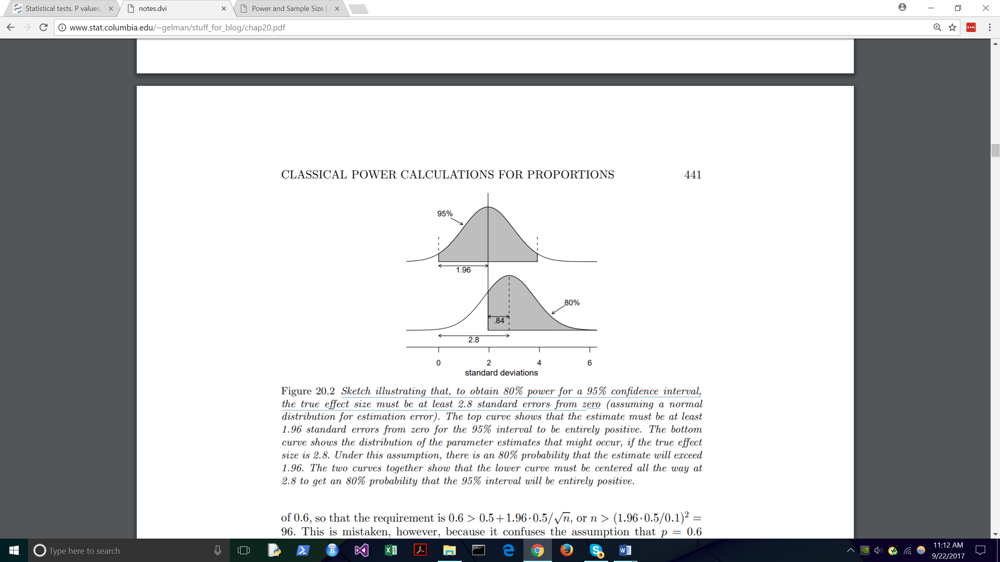 Statistical tests, P values,
notes.dvi
Power and Sample Size |
www.stat.columbia.edu/~gelman/stuff_for_blog/chap20.pdf
CLASSICAL POWER CALCULATIONS FOR PROPORTIONS 441
95%
1.96
80%
.84
2.8
0 2 4 6
standard deviations
Figure 20.2 Sketch illustrating that, to obtain 80% power for a 95% confidence interval,
the true effect size must be at least 2.8 standard errors from zero (assuming a normal
distribution for estimation error). The top curve shows that the estimate must be at least
1.96 standard errors from zero for the 95% interval to be entirely positive. The bottom
curve shows the distribution of the parameter estimates that might occur, if the true effect
size is 2.8. Under this assumption, there is an 80% probability that the estimate will exceed
1.96. The two curves together show that the lower curve must be centered all the way at
2.8 to get an 80% probability that the 95% interval will be entirely positive.
of 0.6, so that the requirement is 0.6 > 0.5+1.96·0.5/√n, or n > (1.96·0.5/0.1)² =
96. This is mistaken, however, because it confuses the assumption that p = 0.6
Type here to search
4
11:12 AM
9/22/2017